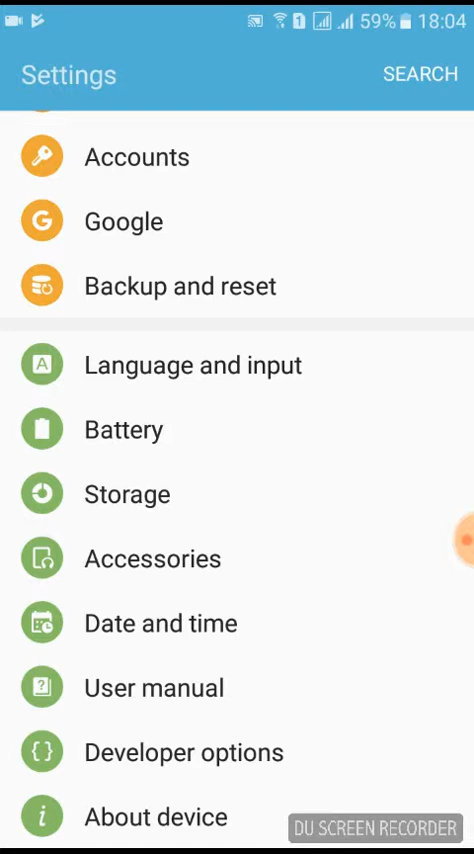 1 59% 18:04
Settings SEARCH
Accounts
G Google
Backup and reset
A Language and input
Battery
Storage
Accessories
Date and time
? User manual
{ } Developer options
i About device
DU SCREEN RECORDER